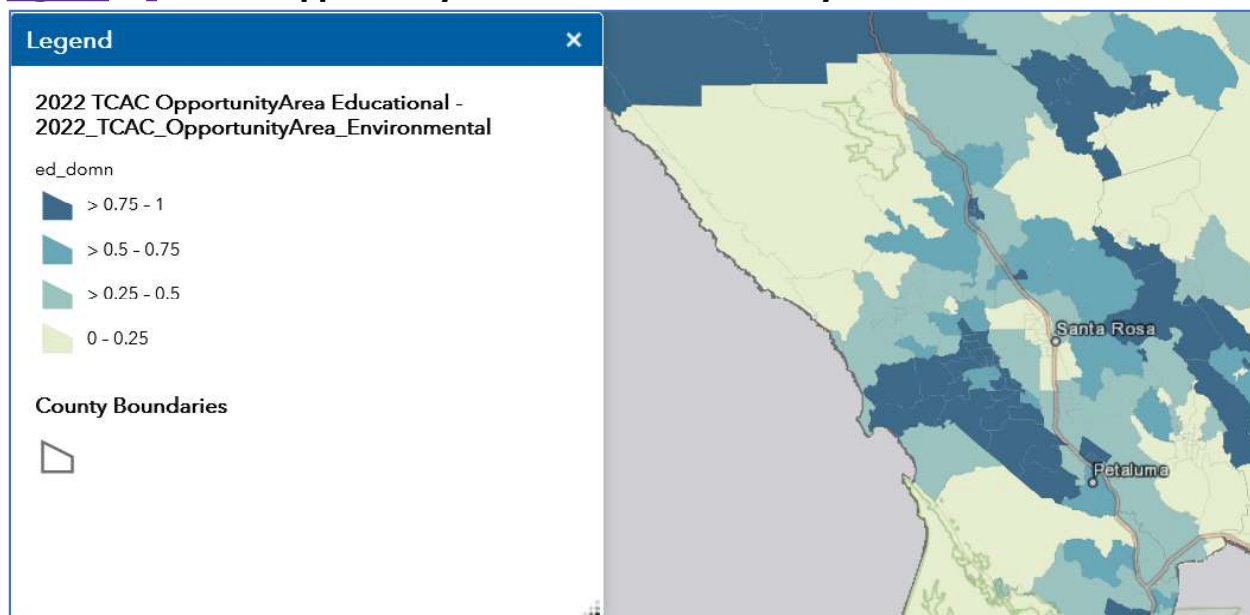 Legend
×
2022 TCAC OpportunityArea Educational -
2022_TCAC_OpportunityArea_Environmental
ed_domn
> 0.75 - 1
> 0.5 - 0.75
> 0.25 - 0.5
0 - 0.25
County Boundaries
Santa Rosa
Petaluma